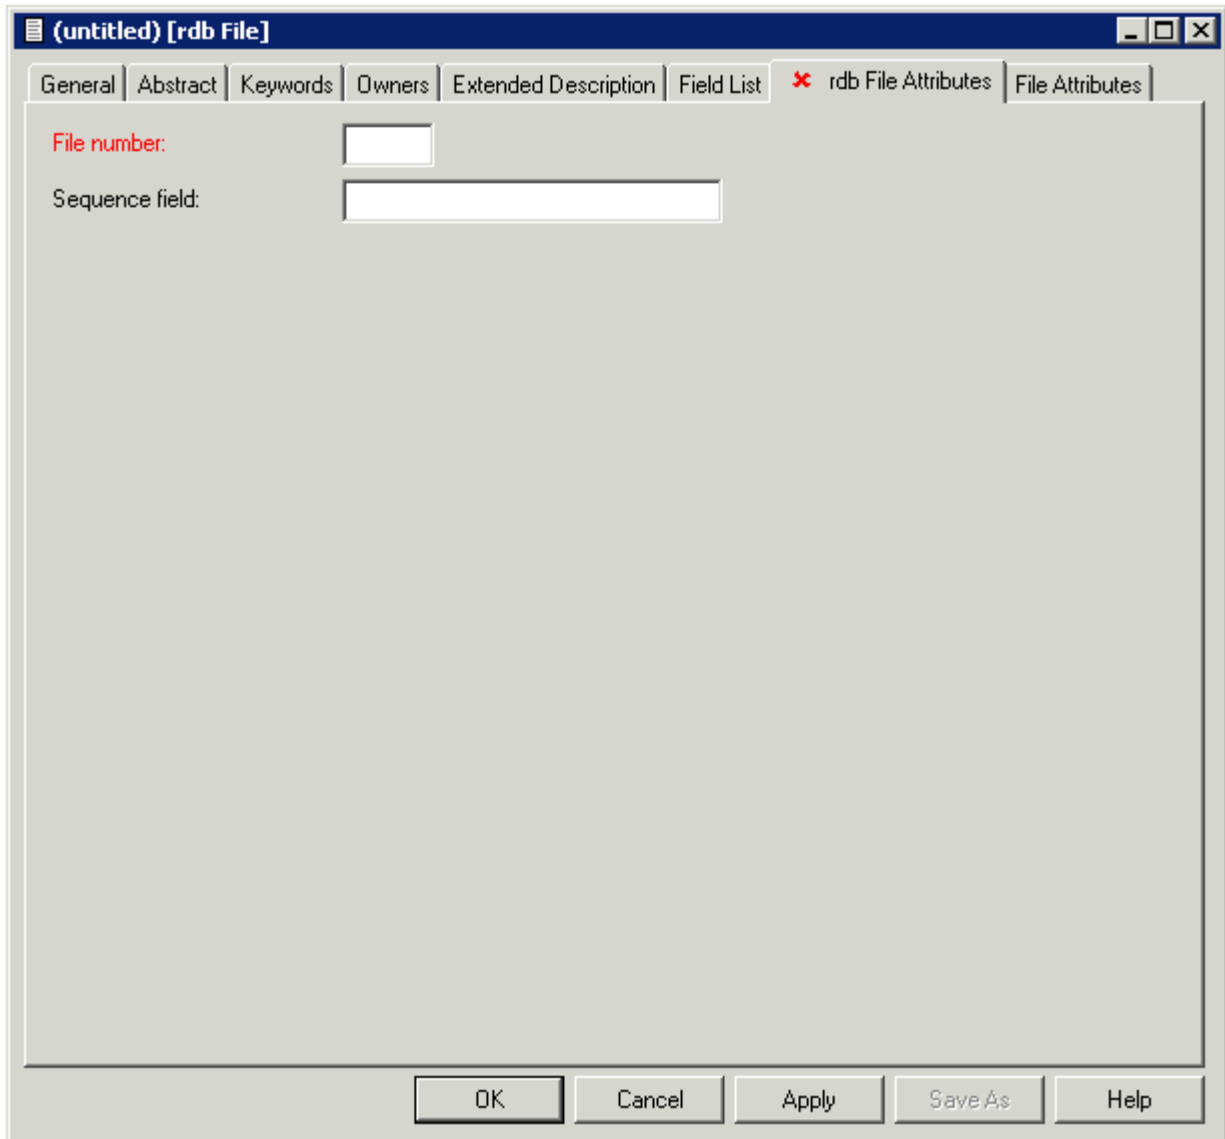 (untitled) [rdb File]
General Abstract Keywords Owners Extended Description Field List rdb File Attributes File Attributes
File number:
Sequence field:
OK Cancel Apply Save As Help